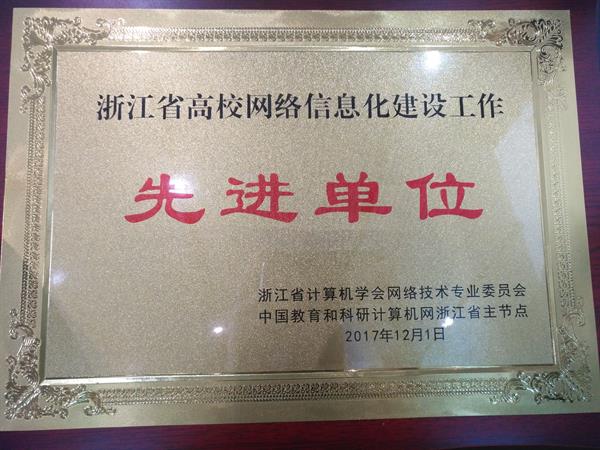 浙江省高校网络信息化建设工作
先进单位
浙江省计算机学会网络技术专业委员会
中国教育和科研计算机网浙江省主节点
2017年12月1日